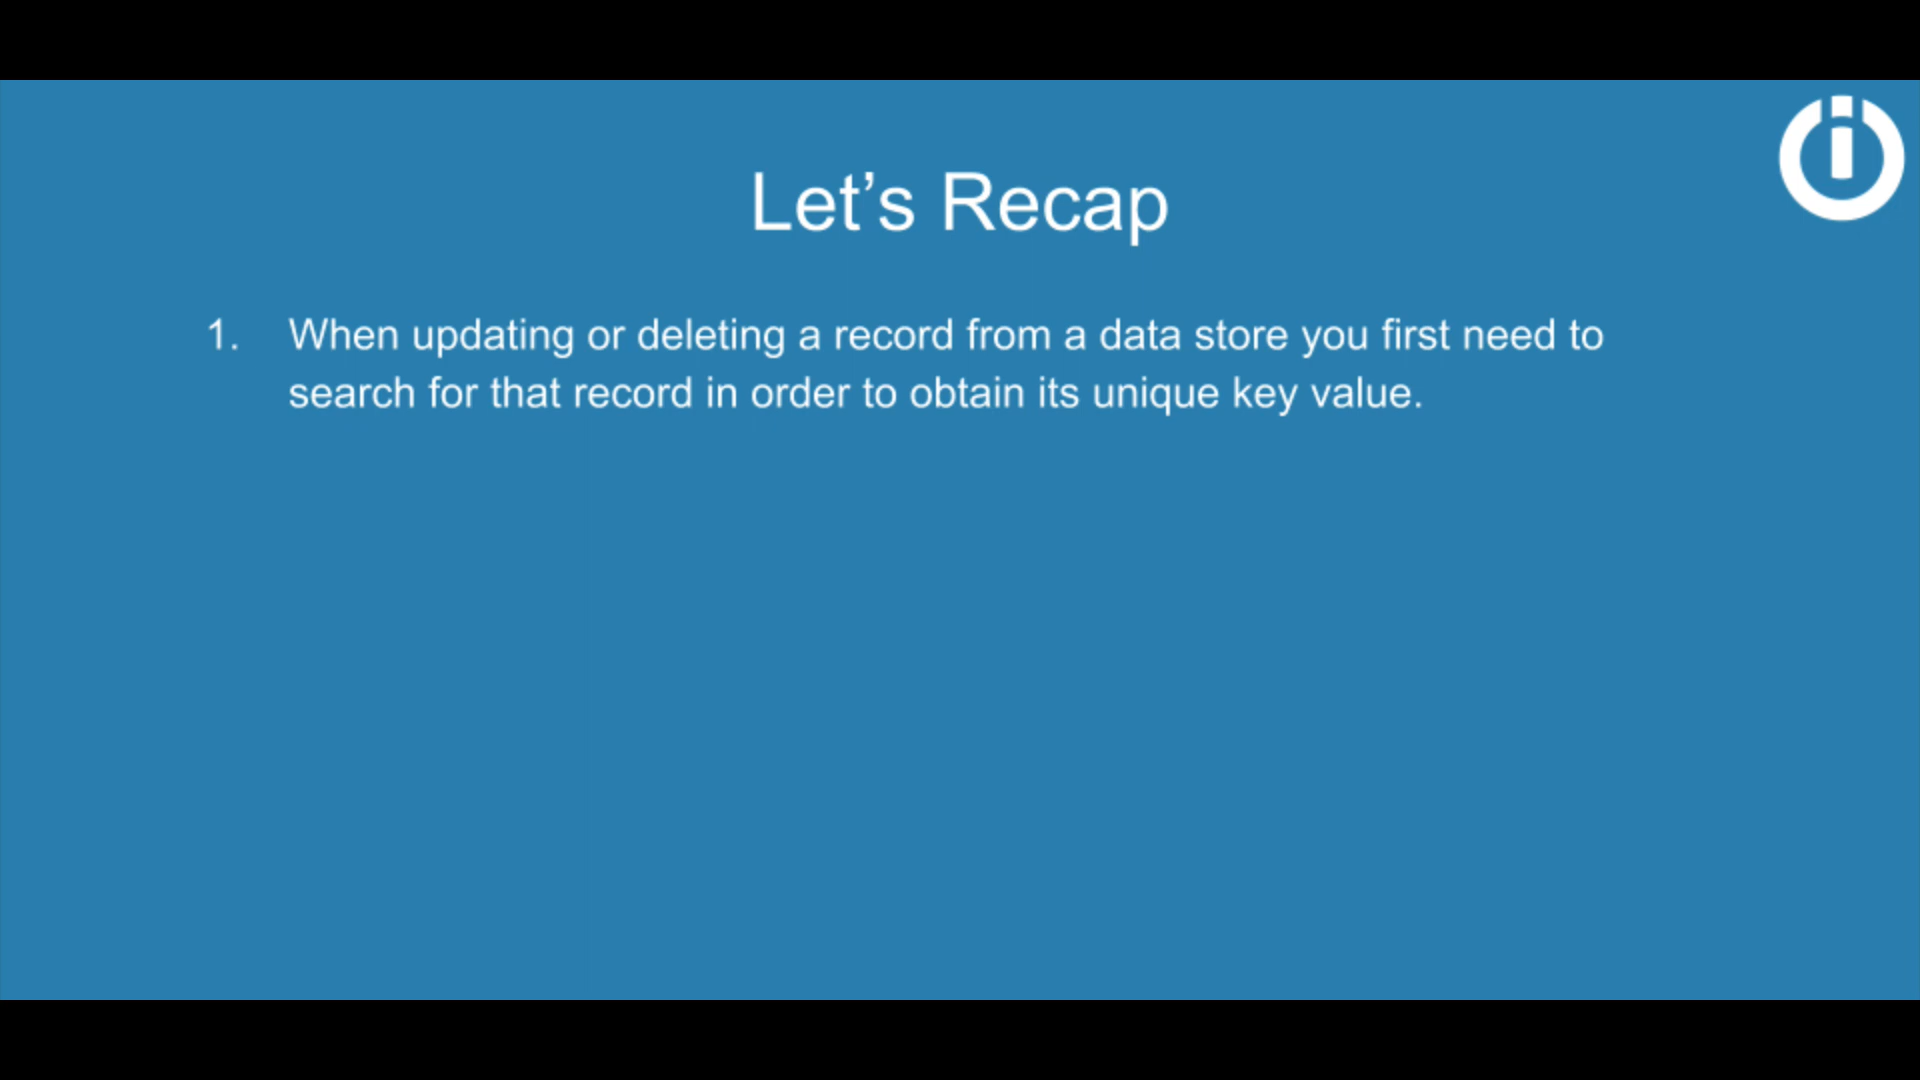 Let’s Recap
1. When updating or deleting a record from a data store you first need to
search for that record in order to obtain its unique key value.